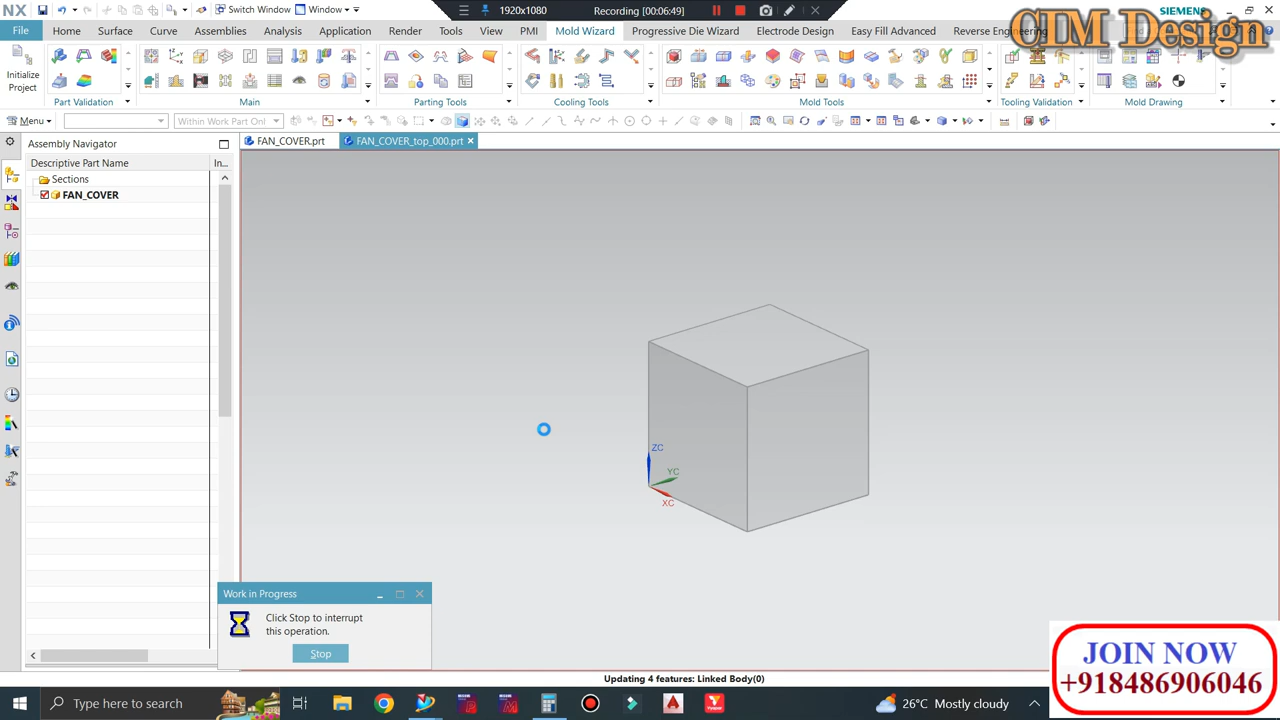 NX
Switch Window
Window
1920x1080
Recording [00:06:49]
SIEMENS
CIM Design
File
Home
Surface
Curve
Assemblies
Analysis
Application
Render
Tools
View
PMI
Mold Wizard
Progressive Die Wizard
Electrode Design
Easy Fill Advanced
Reverse Engineering
Initialize
Project
Part Validation
Main
Parting Tools
Cooling Tools
Mold Tools
Tooling Validation
Mold Drawing
Menu
Within Work Part Only
Assembly Navigator
FAN_COVER.prt
FAN_COVER_top_000.prt
Descriptive Part Name
In...
Sections
FAN_COVER
ZC
YC
XC
Work in Progress
Click Stop to interrupt
this operation.
Stop
Updating 4 features: Linked Body(0)
JOIN NOW
+918486906046
Type here to search
26°C Mostly cloudy